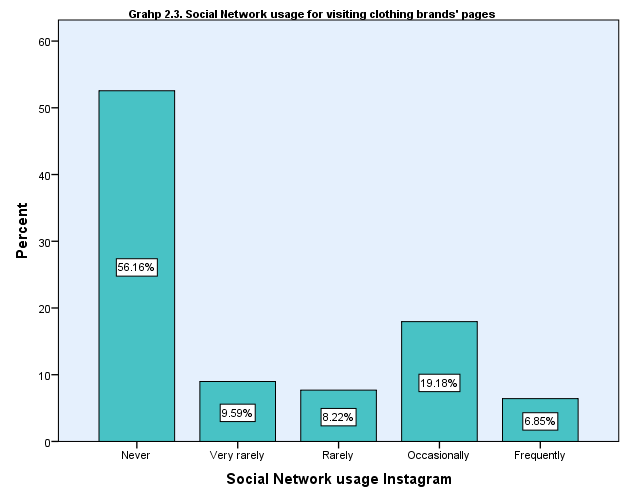 Grahp 2.3. Social Network usage for visiting clothing brands' pages
Percent
60
50
40
30
20
10
0
56.16%
9.59%
8.22%
19.18%
6.85%
Never
Very rarely
Rarely
Occasionally
Frequently
Social Network usage Instagram